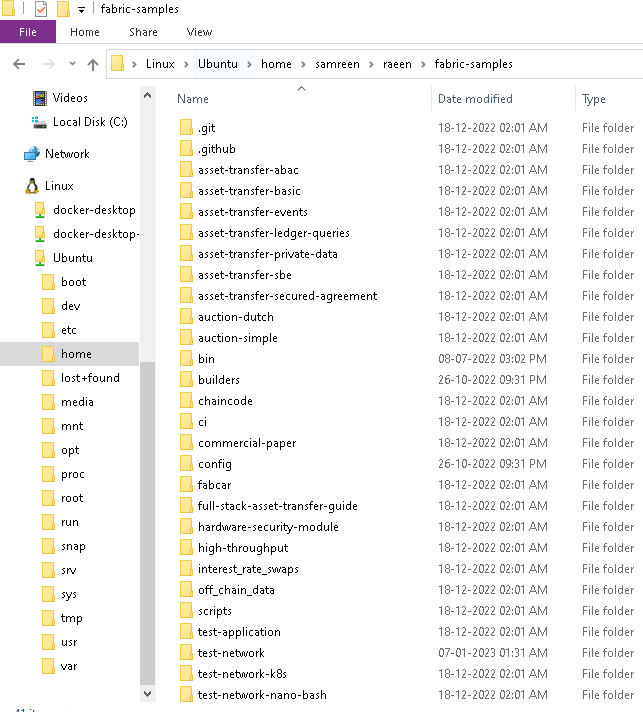 fabric-samples
File Home Share View
Linux Ubuntu home samreen raeen fabric-samples
Videos
Local Disk (C:)
Network
Linux
docker-desktop
docker-desktop-
Ubuntu
boot
dev
etc
home
lost+found
media
mnt
opt
proc
root
run
snap
srv
sys
tmp
usr
var
Name Date modified Type
.git 18-12-2022 02:01 AM File folder
.github 18-12-2022 02:01 AM File folder
asset-transfer-abac 18-12-2022 02:01 AM File folder
asset-transfer-basic 18-12-2022 02:01 AM File folder
asset-transfer-events 18-12-2022 02:01 AM File folder
asset-transfer-ledger-queries 18-12-2022 02:01 AM File folder
asset-transfer-private-data 18-12-2022 02:01 AM File folder
asset-transfer-sbe 18-12-2022 02:01 AM File folder
asset-transfer-secured-agreement 18-12-2022 02:01 AM File folder
auction-dutch 18-12-2022 02:01 AM File folder
auction-simple 18-12-2022 02:01 AM File folder
bin 08-07-2022 03:02 PM File folder
builders 26-10-2022 09:31 PM File folder
chaincode 18-12-2022 02:01 AM File folder
ci 18-12-2022 02:01 AM File folder
commercial-paper 18-12-2022 02:01 AM File folder
config 26-10-2022 09:31 PM File folder
fabcar 18-12-2022 02:01 AM File folder
full-stack-asset-transfer-guide 18-12-2022 02:01 AM File folder
hardware-security-module 18-12-2022 02:01 AM File folder
high-throughput 18-12-2022 02:01 AM File folder
interest_rate_swaps 18-12-2022 02:01 AM File folder
off_chain_data 18-12-2022 02:01 AM File folder
scripts 18-12-2022 02:01 AM File folder
test-application 18-12-2022 02:01 AM File folder
test-network 07-01-2023 01:31 AM File folder
test-network-k8s 18-12-2022 02:01 AM File folder
test-network-nano-bash 18-12-2022 02:01 AM File folder